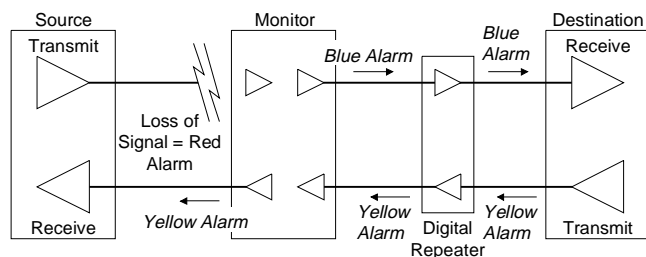 Source
Monitor
Destination
Transmit
Blue Alarm
Blue
Alarm
Receive
Loss of
Signal = Red
Alarm
Receive
Yellow Alarm
Yellow
Alarm
Digital
Repeater
Yellow
Alarm
Transmit